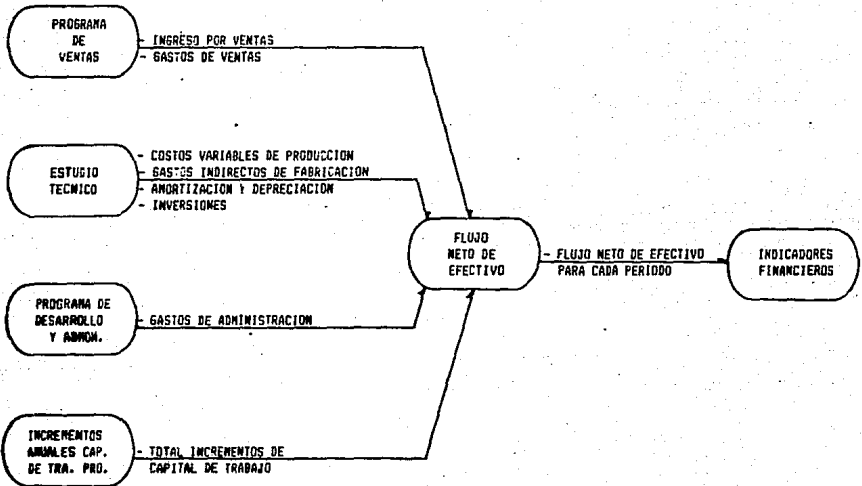 PROGRAMA
DE
VENTAS
- INGRESO POR VENTAS
- GASTOS DE VENTAS
ESTUDIO
TECNICO
- COSTOS VARIABLES DE PRODUCCION
- GASTOS INDIRECTOS DE FABRICACION
- AMORTIZACION Y DEPRECIACION
- INVERSIONES
FLUJO
NETO DE
EFECTIVO
- FLUJO NETO DE EFECTIVO
PARA CADA PERIODO
INDICADORES
FINANCIEROS
PROGRAMA DE
DESARROLLO
Y ADMON.
- GASTOS DE ADMINISTRACION
INCREMENTOS
ANUALES CAP.
DE TRA. PRO.
- TOTAL INCREMENTOS DE
CAPITAL DE TRABAJO